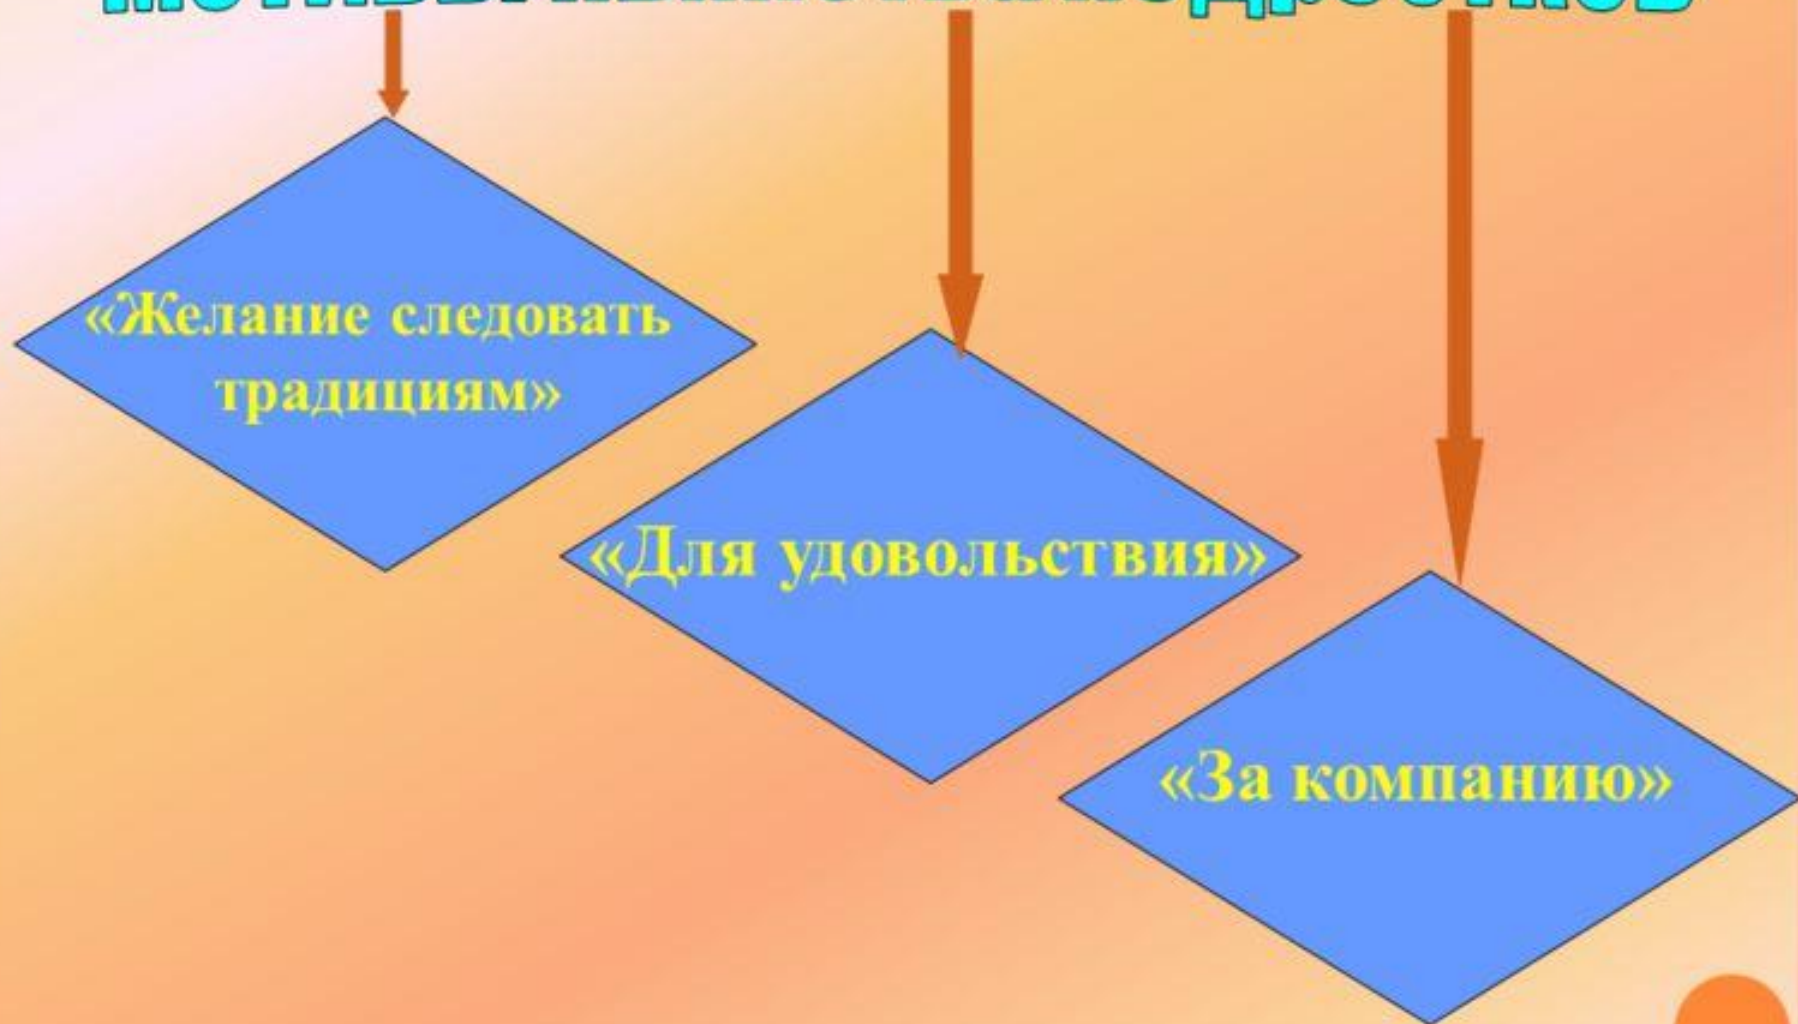 «Желание следовать
традициям»
«Для удовольствия»
«За компанию»